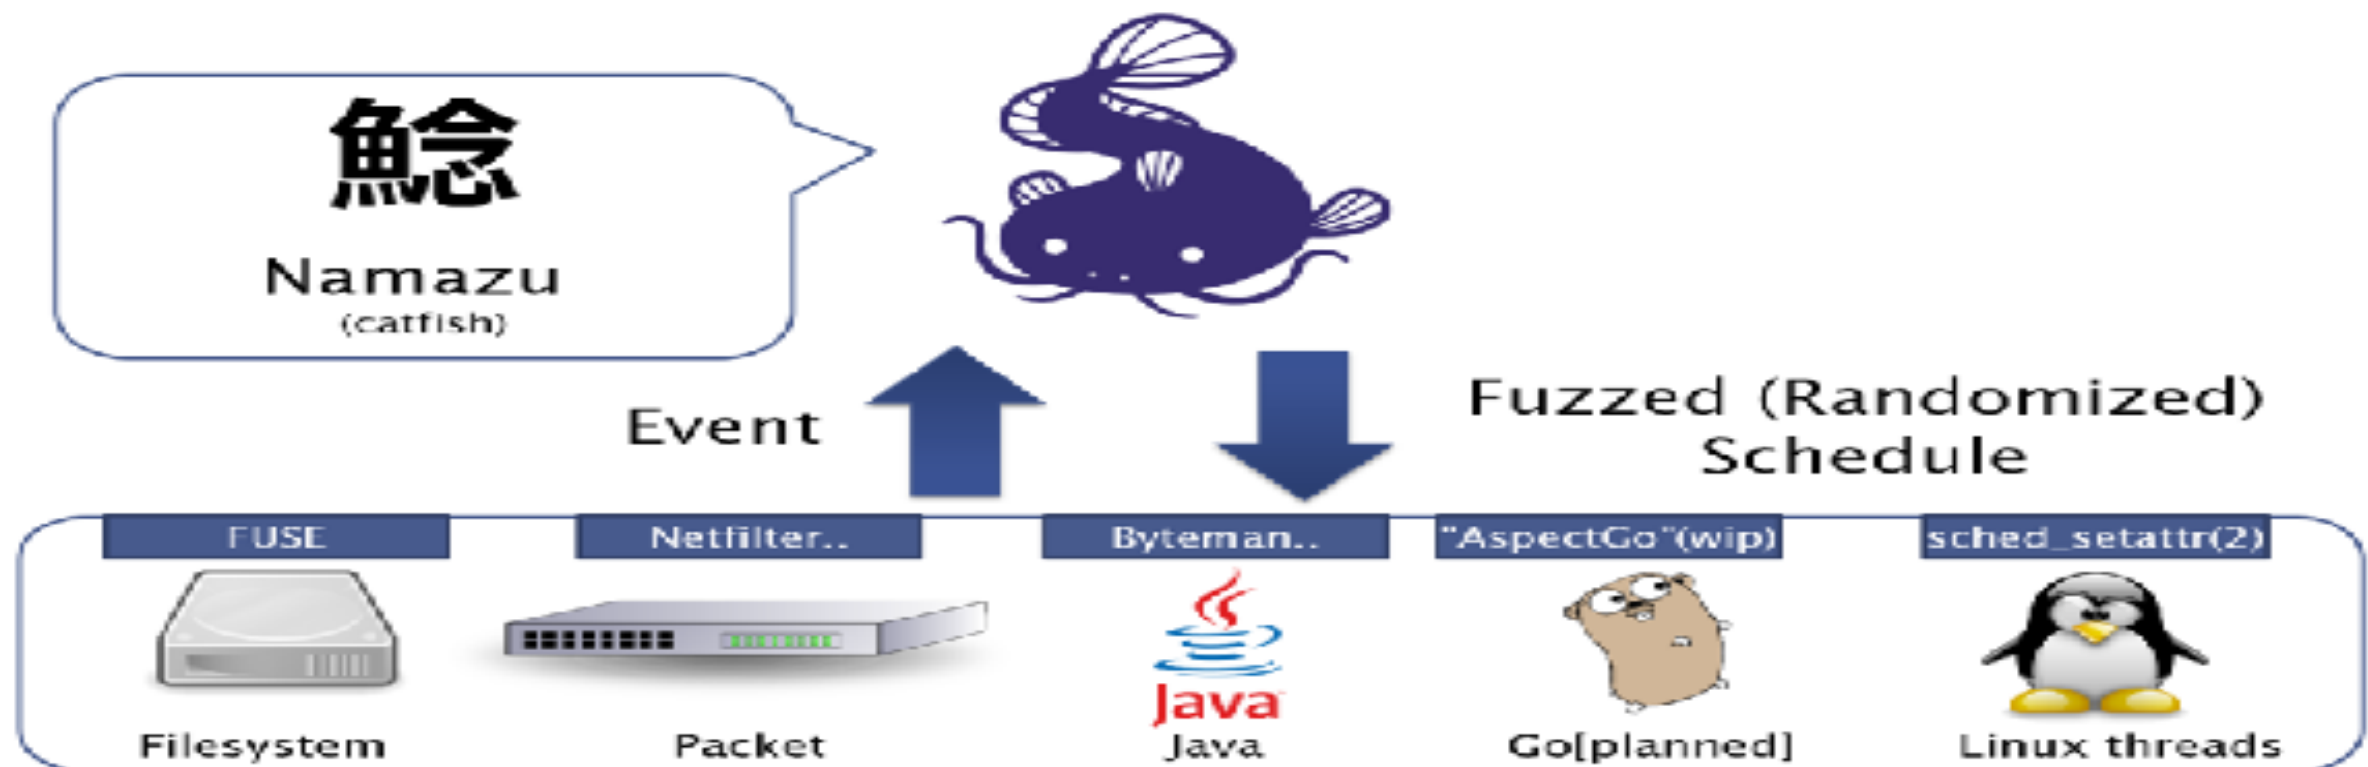 鯰
Namazu
(catfish)
Event
Fuzzed (Randomized)
Schedule
FUSE
Netfilter..
Byteman..
"AspectGo"(wip)
sched_setattr(2)
Java
Filesystem
Packet
Java
Go[planned]
Linux threads